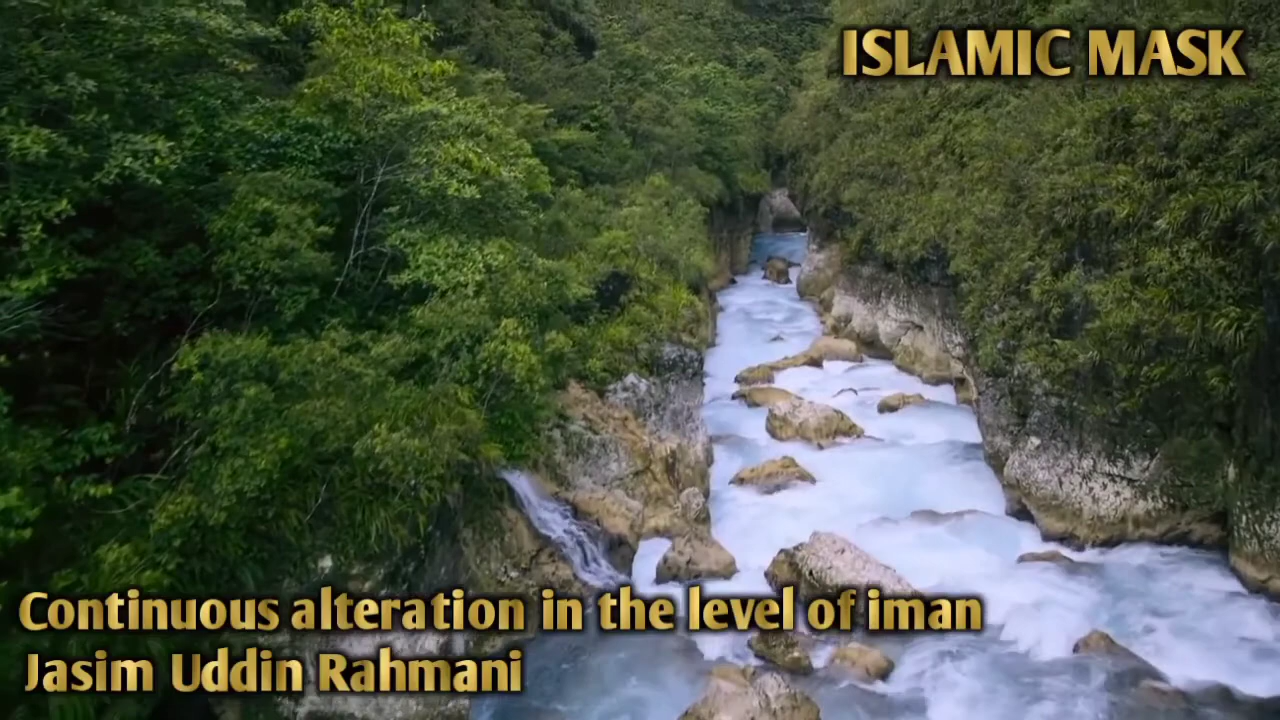 ISLAMIC MASK
Continuous alteration in the level of iman
Jasim Uddin Rahmani